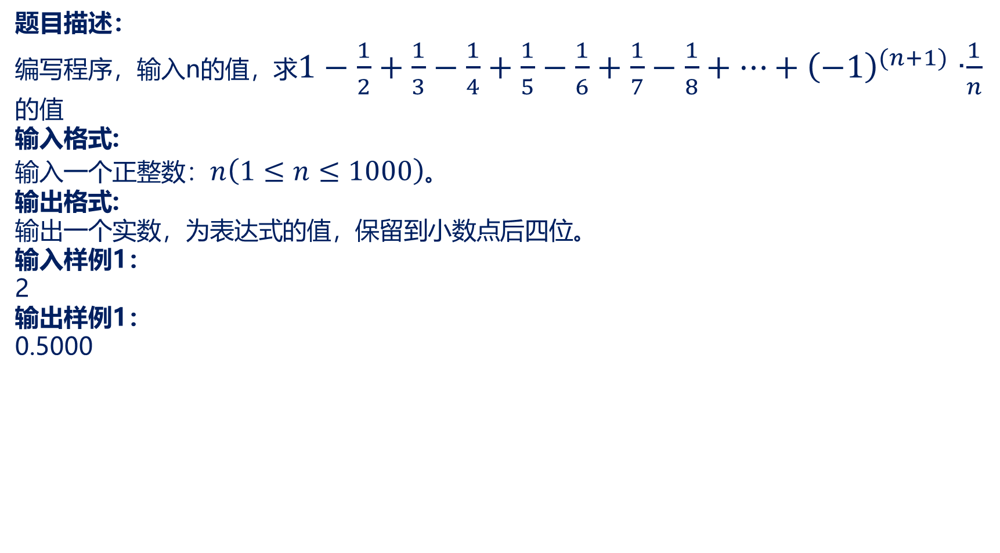 题目描述：
编写程序，输入n的值，求$1-\frac{1}{2}+\frac{1}{3}-\frac{1}{4}+\frac{1}{5}-\frac{1}{6}+\frac{1}{7}-\frac{1}{8}+\cdots+(-1)^{(n+1)}\cdot\frac{1}{n}$
的值
输入格式:
输入一个正整数：$n(1\le n\le 1000)$。
输出格式:
输出一个实数，为表达式的值，保留到小数点后四位。
输入样例1：
2
输出样例1：
0.5000